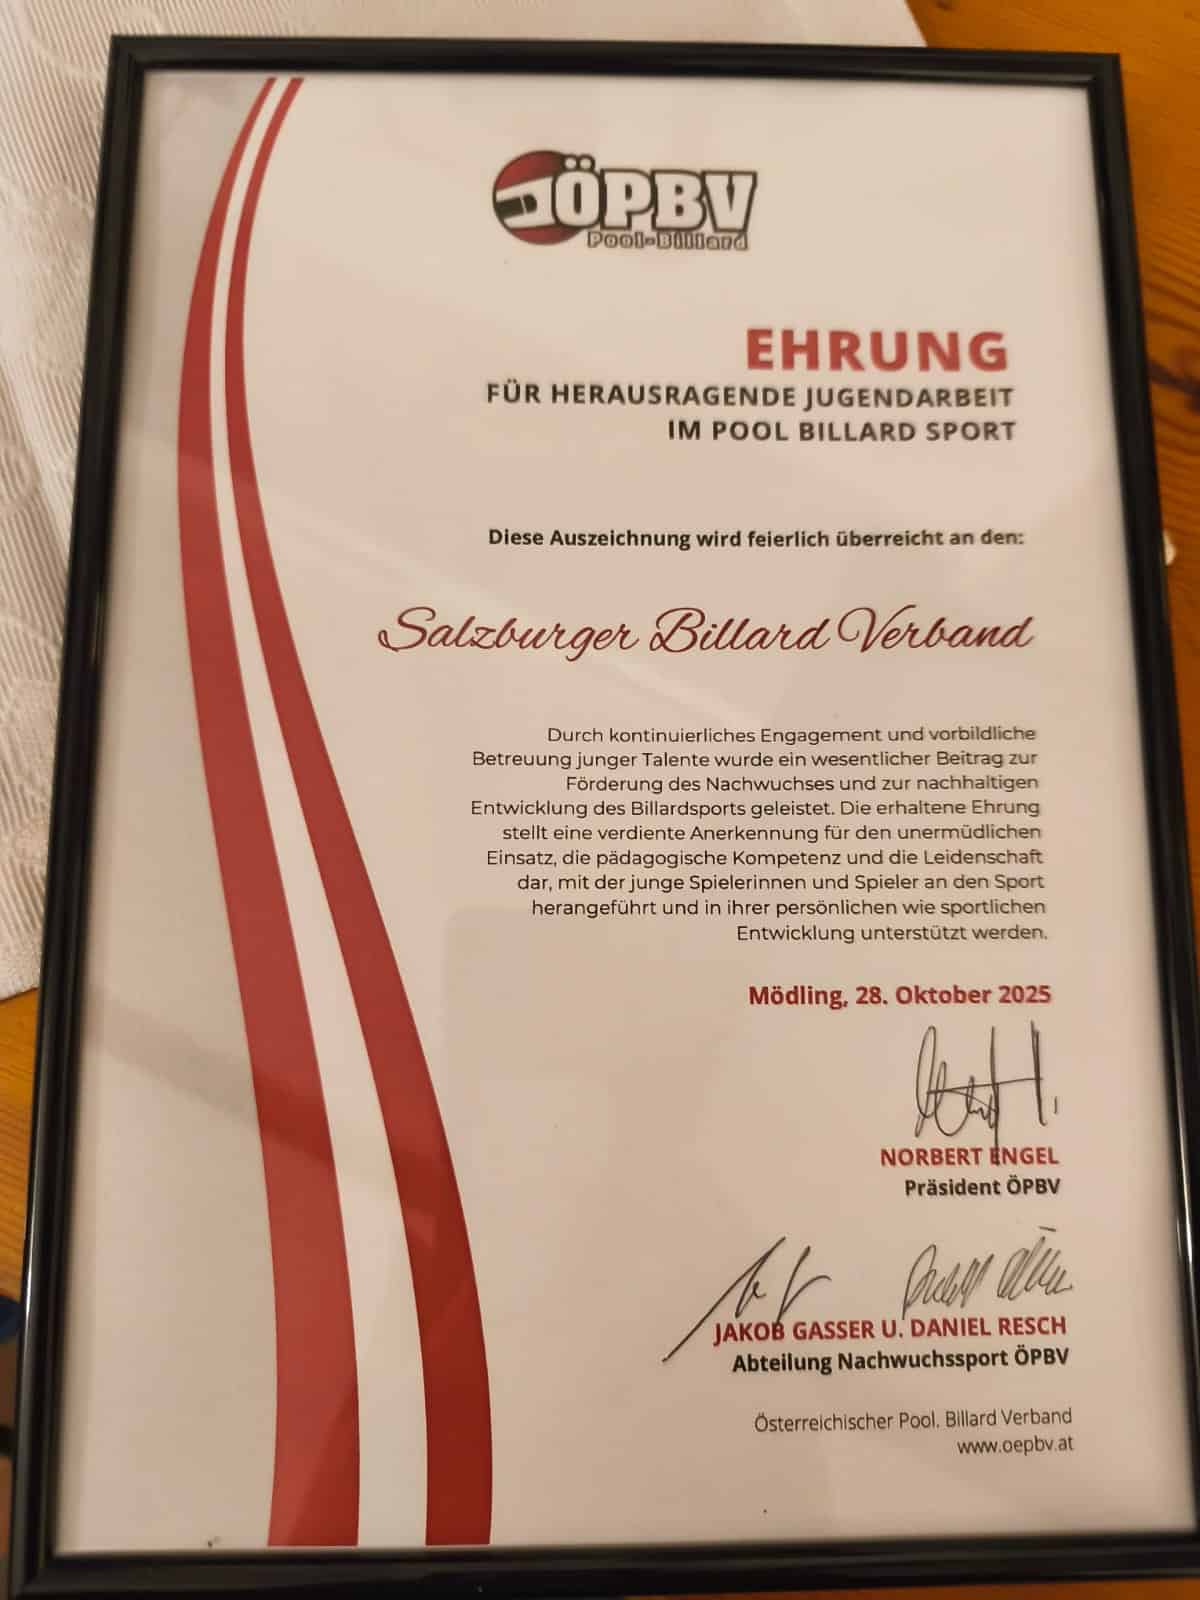 ÖPBV
Pool-Billard
EHRUNG
FÜR HERAUSRAGENDE JUGENDARBEIT
IM POOL BILLARD SPORT
Diese Auszeichnung wird feierlich überreicht an den:
Salzburger Billard Verband
Durch kontinuierliches Engagement und vorbildliche
Betreuung junger Talente wurde ein wesentlicher Beitrag zur
Förderung des Nachwuchses und zur nachhaltigen
Entwicklung des Billardsports geleistet. Die erhaltene Ehrung
stellt eine verdiente Anerkennung für den unermüdlichen
Einsatz, die pädagogische Kompetenz und die Leidenschaft
dar, mit der junge Spielerinnen und Spieler an den Sport
herangeführt und in ihrer persönlichen wie sportlichen
Entwicklung unterstützt werden.
Mödling, 28. Oktober 2025
NORBERT ENGEL
Präsident ÖPBV
JAKOB GASSER U. DANIEL RESCH
Abteilung Nachwuchssport ÖPBV
Österreichischer Pool. Billard Verband
www.oepbv.at